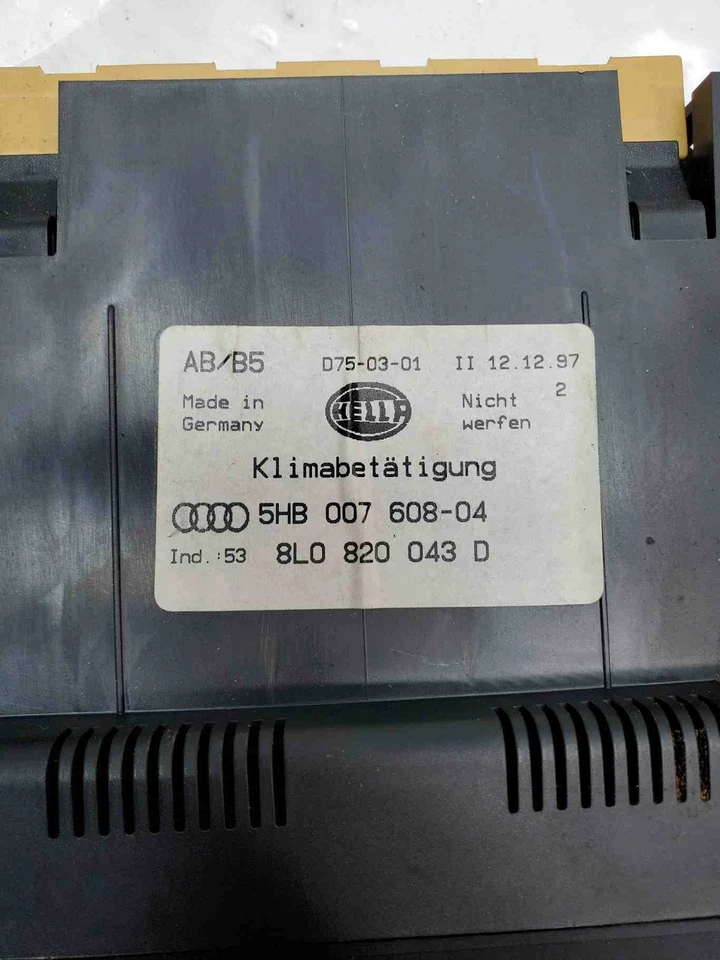 AB/B5 D75-03-01 II 12.12.97
Made in Germany
HELLA
Nicht 2
werfen
Klimabetätigung
5HB 007 608-04
Ind.:53 8L0 820 043 D